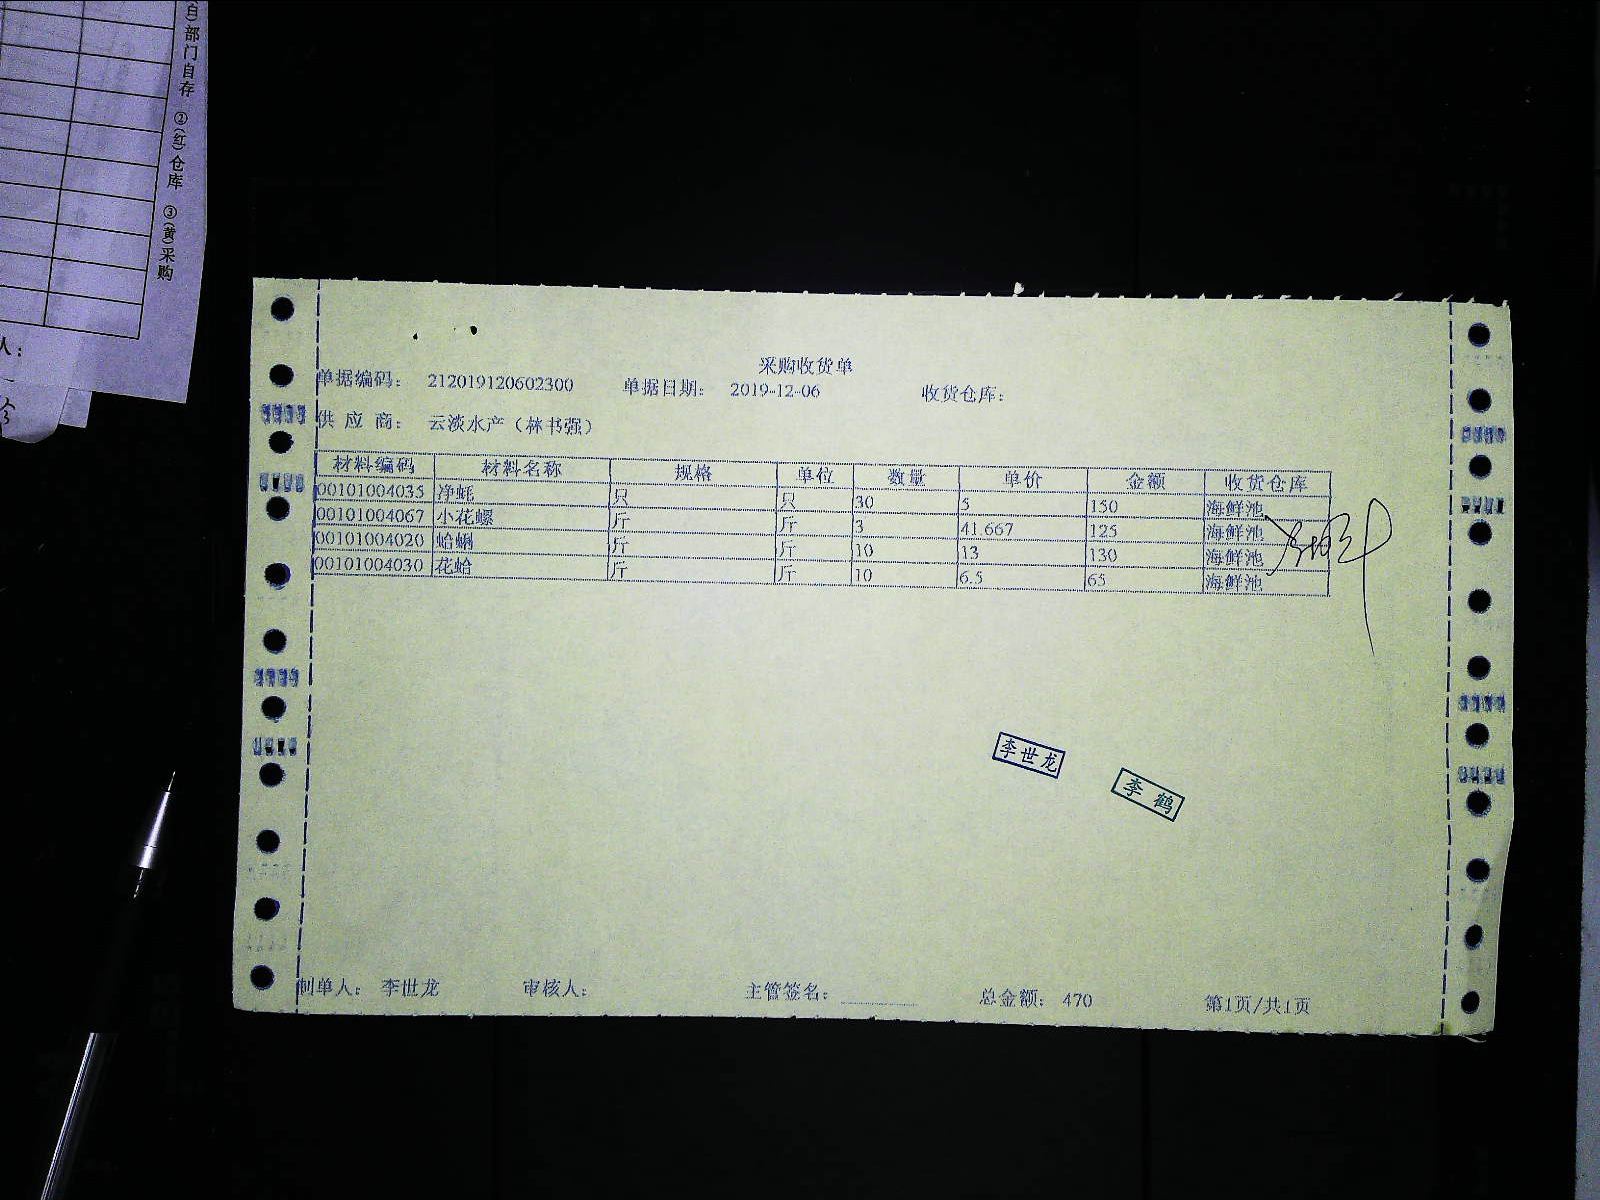 白)部门自存 ②(红)仓库 ③(黄)采购
人:
采购收货单
单据编码: 212019120602300 单据日期: 2019-12-06 收货仓库:
供 应 商: 云淡水产（林书强）
材料编码 材料名称 规格 单位 数量 单价 金额 收货仓库
00101004035 净蚝 只 只 30 5 150 海鲜池
00101004067 小花螺 斤 斤 3 41.667 125 海鲜池
00101004020 蛤蜊 斤 斤 10 13 130 海鲜池
00101004030 花蛤 斤 斤 10 6.5 65 海鲜池
李世龙
李鹤
制单人: 李世龙 审核人: 主管签名: 总金额: 470 第1页/共1页